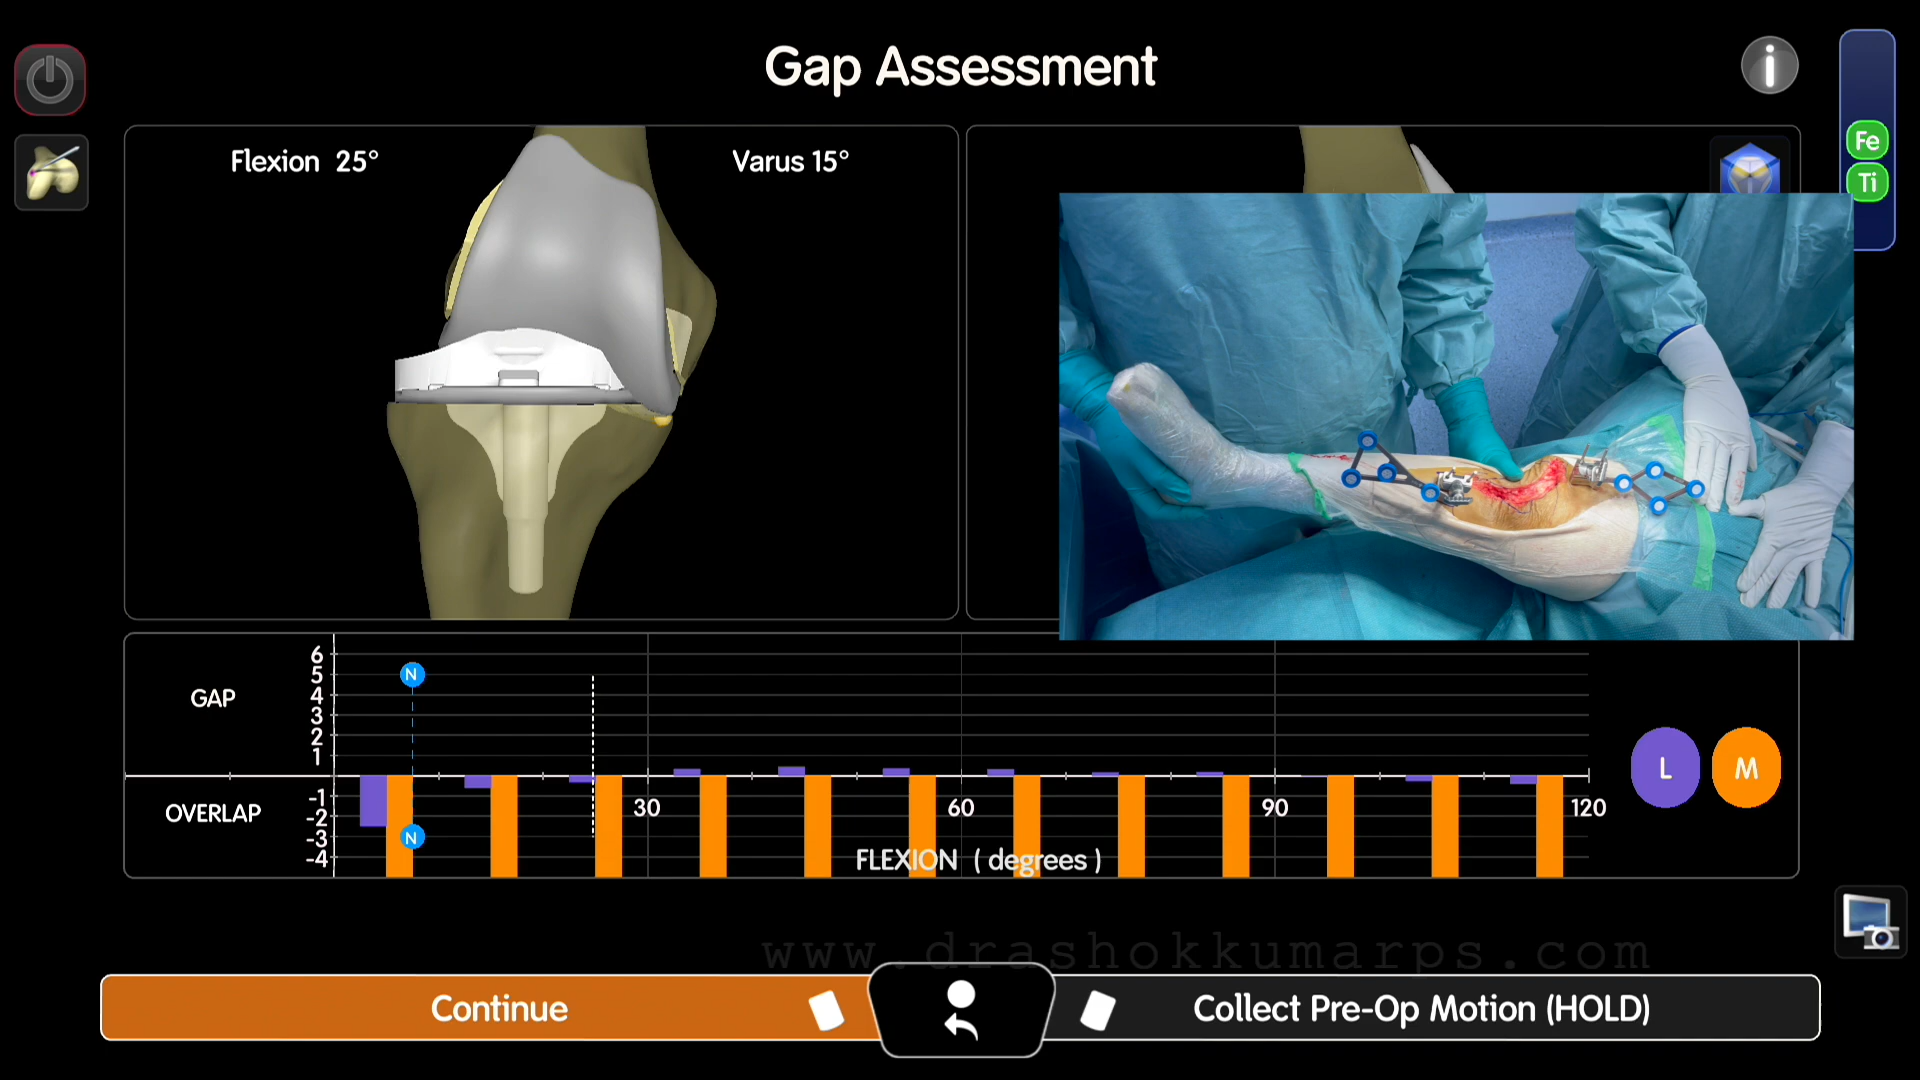 Gap Assessment
i
Fe
Ti
Flexion 25°
Varus 15°
GAP
OVERLAP
6
5
4
3
2
1
-1
-2
-3
-4
N
N
30
60
90
120
FLEXION ( degrees )
L
M
www.drashokkumarps.com
Continue
Collect Pre-Op Motion (HOLD)